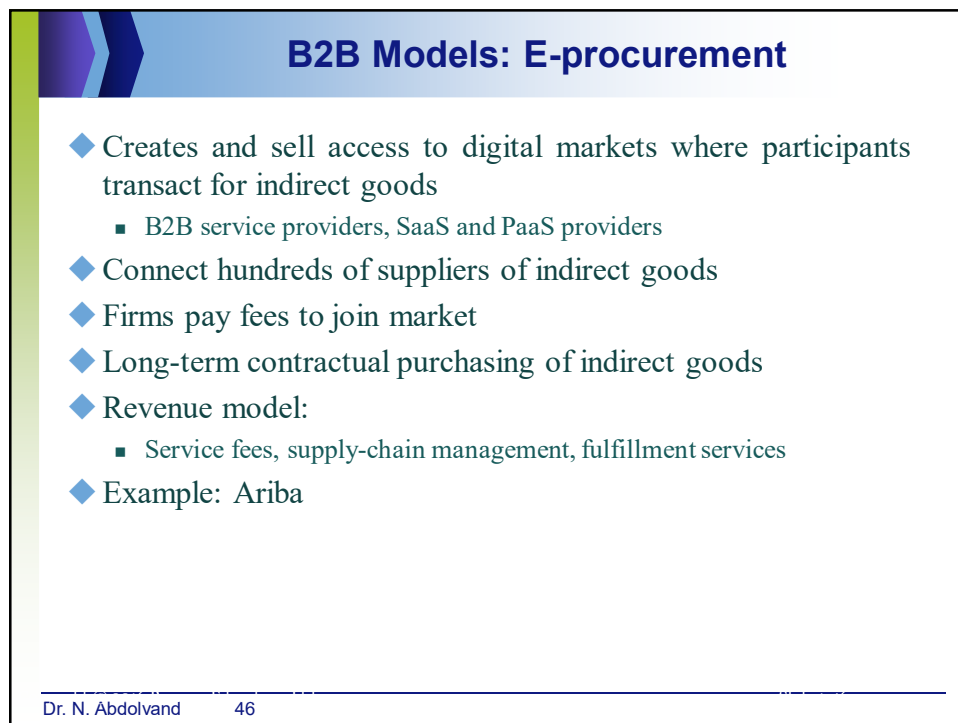 B2B Models: E-procurement
Creates and sell access to digital markets where participants
transact for indirect goods
B2B service providers, SaaS and PaaS providers
Connect hundreds of suppliers of indirect goods
Firms pay fees to join market
Long-term contractual purchasing of indirect goods
Revenue model:
Service fees, supply-chain management, fulfillment services
Example: Ariba
Dr. N. Abdolvand 46